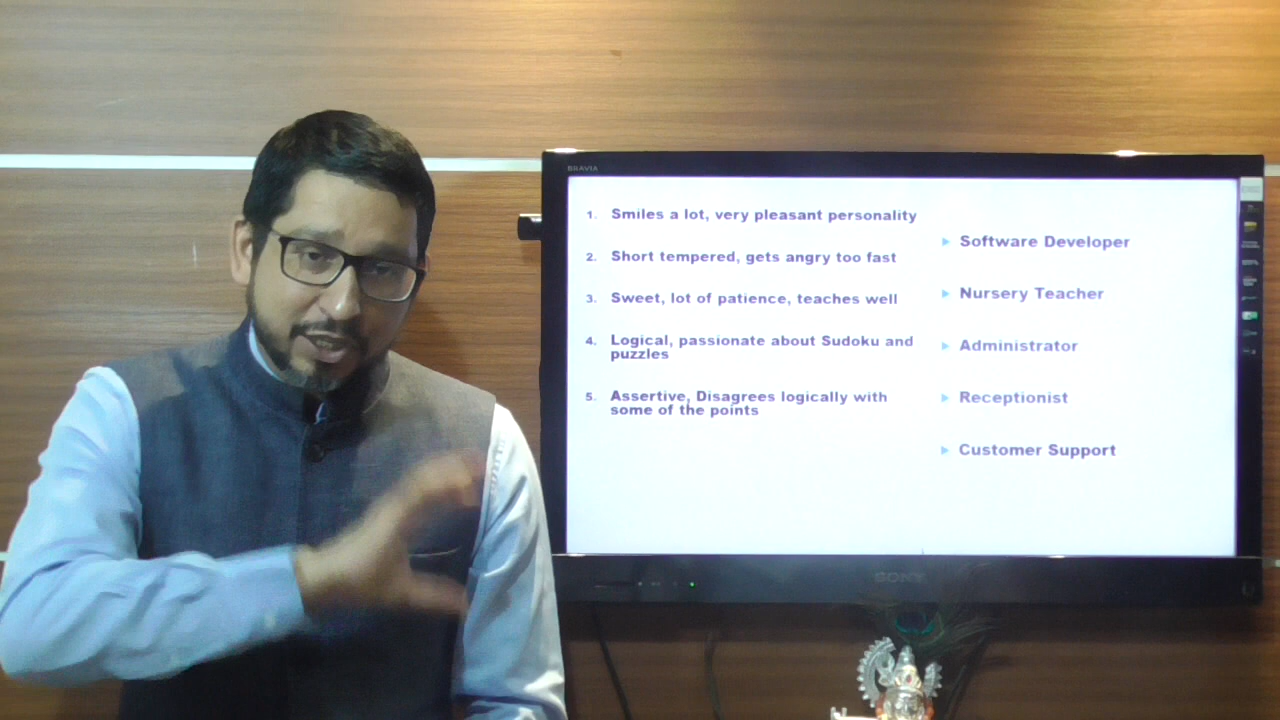 BRAVIA
1. Smiles a lot, very pleasant personality
2. Short tempered, gets angry too fast
3. Sweet, lot of patience, teaches well
4. Logical, passionate about Sudoku and
puzzles
5. Assertive, Disagrees logically with
some of the points
Software Developer
Nursery Teacher
Administrator
Receptionist
Customer Support
SONY